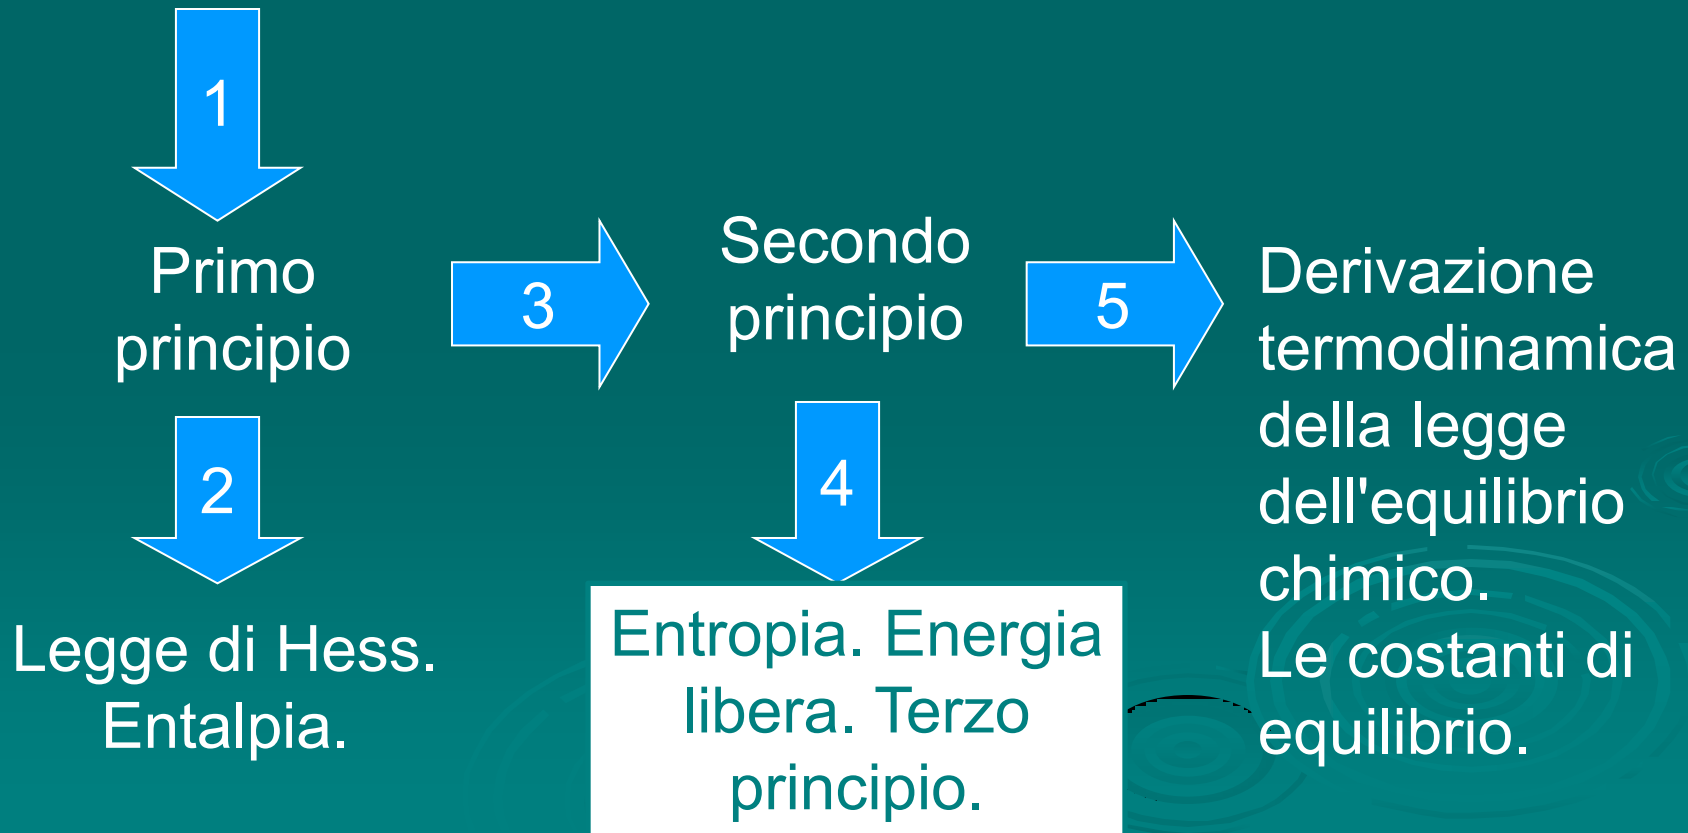 1
Primo
principio
2
Legge di Hess.
Entalpia.
3
Secondo
principio
4
Entropia. Energia
libera. Terzo
principio.
5
Derivazione
termodinamica
della legge
dell'equilibrio
chimico.
Le costanti di
equilibrio.